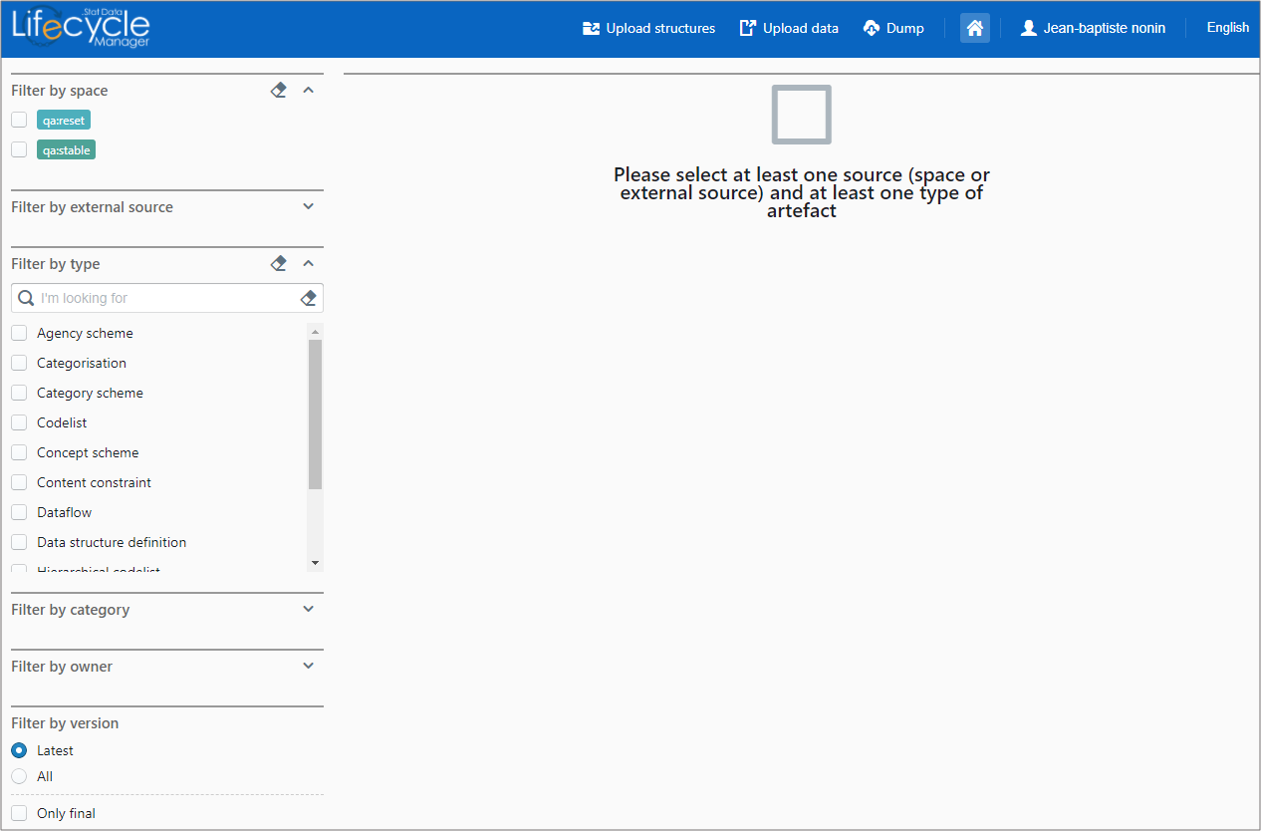 Stat Data
Lifecycle
Manager
Upload structures
Upload data
Dump
Jean-baptiste nonin
English
Filter by space
qa:reset
qa:stable
Filter by external source
Filter by type
I'm looking for
Agency scheme
Categorisation
Category scheme
Codelist
Concept scheme
Content constraint
Dataflow
Data structure definition
Hierarchical codelist
Filter by category
Filter by owner
Filter by version
Latest
All
Only final
Please select at least one source (space or
external source) and at least one type of
artefact